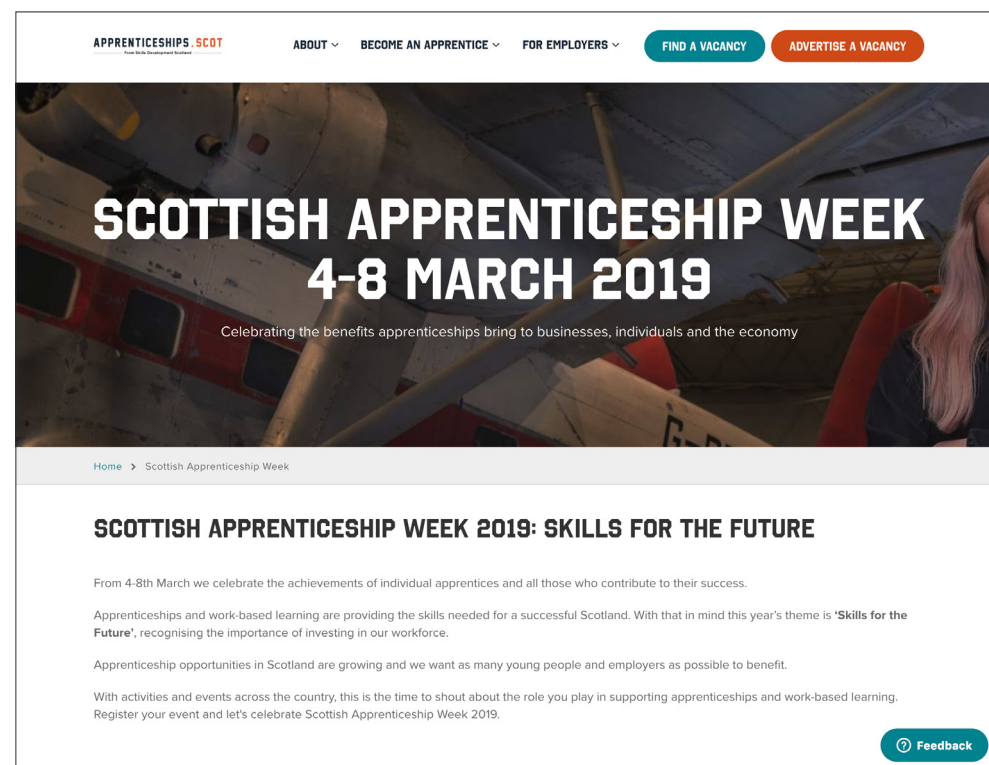 APPRENTICESHIPS.SCOT
From Skills Development Scotland
ABOUT
BECOME AN APPRENTICE
FOR EMPLOYERS
FIND A VACANCY
ADVERTISE A VACANCY
SCOTTISH APPRENTICESHIP WEEK
4-8 MARCH 2019
Celebrating the benefits apprenticeships bring to businesses, individuals and the economy
Home > Scottish Apprenticeship Week
SCOTTISH APPRENTICESHIP WEEK 2019: SKILLS FOR THE FUTURE
From 4-8th March we celebrate the achievements of individual apprentices and all those who contribute to their success.
Apprenticeships and work-based learning are providing the skills needed for a successful Scotland. With that in mind this year's theme is 'Skills for the
Future', recognising the importance of investing in our workforce.
Apprenticeship opportunities in Scotland are growing and we want as many young people and employers as possible to benefit.
With activities and events across the country, this is the time to shout about the role you play in supporting apprenticeships and work-based learning.
Register your event and let's celebrate Scottish Apprenticeship Week 2019.
Feedback